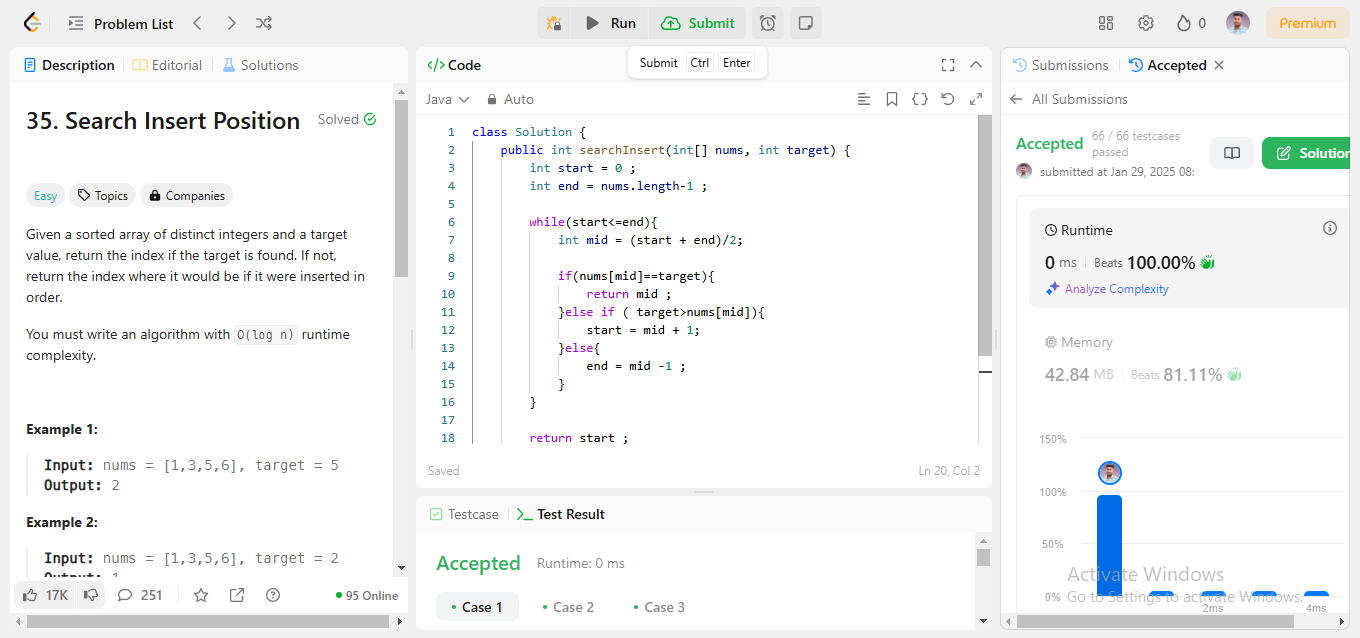 Problem List
Run
Submit
0
Premium
Submit Ctrl Enter
Description
Editorial
Solutions
35. Search Insert Position
Solved
Easy
Topics
Companies
Given a sorted array of distinct integers and a target
value, return the index if the target is found. If not,
return the index where it would be if it were inserted in
order.
You must write an algorithm with O(log n) runtime
complexity.
Example 1:
Input: nums = [1,3,5,6], target = 5
Output: 2
Example 2:
Input: nums = [1,3,5,6], target = 2
Output: 1
17K
251
95 Online
</> Code
Java
Auto
1 class Solution {
2 public int searchInsert(int[] nums, int target) {
3 int start = 0 ;
4 int end = nums.length-1 ;
5
6 while(start<=end){
7 int mid = (start + end)/2;
8
9 if(nums[mid]==target){
10 return mid ;
11 }else if ( target>nums[mid]){
12 start = mid + 1;
13 }else{
14 end = mid -1 ;
15 }
16 }
17
18 return start ;
Saved
Ln 20, Col 2
Testcase
Test Result
Accepted
Runtime: 0 ms
• Case 1
• Case 2
• Case 3
Submissions
Accepted
All Submissions
Accepted
66 / 66 testcases
passed
submitted at Jan 29, 2025 08:
Solution
Runtime
0 ms
Beats 100.00%
Analyze Complexity
Memory
42.84 MB
Beats 81.11%
150%
100%
50%
0%
2ms
4ms
Activate Windows
Go to Settings to activate Windows.